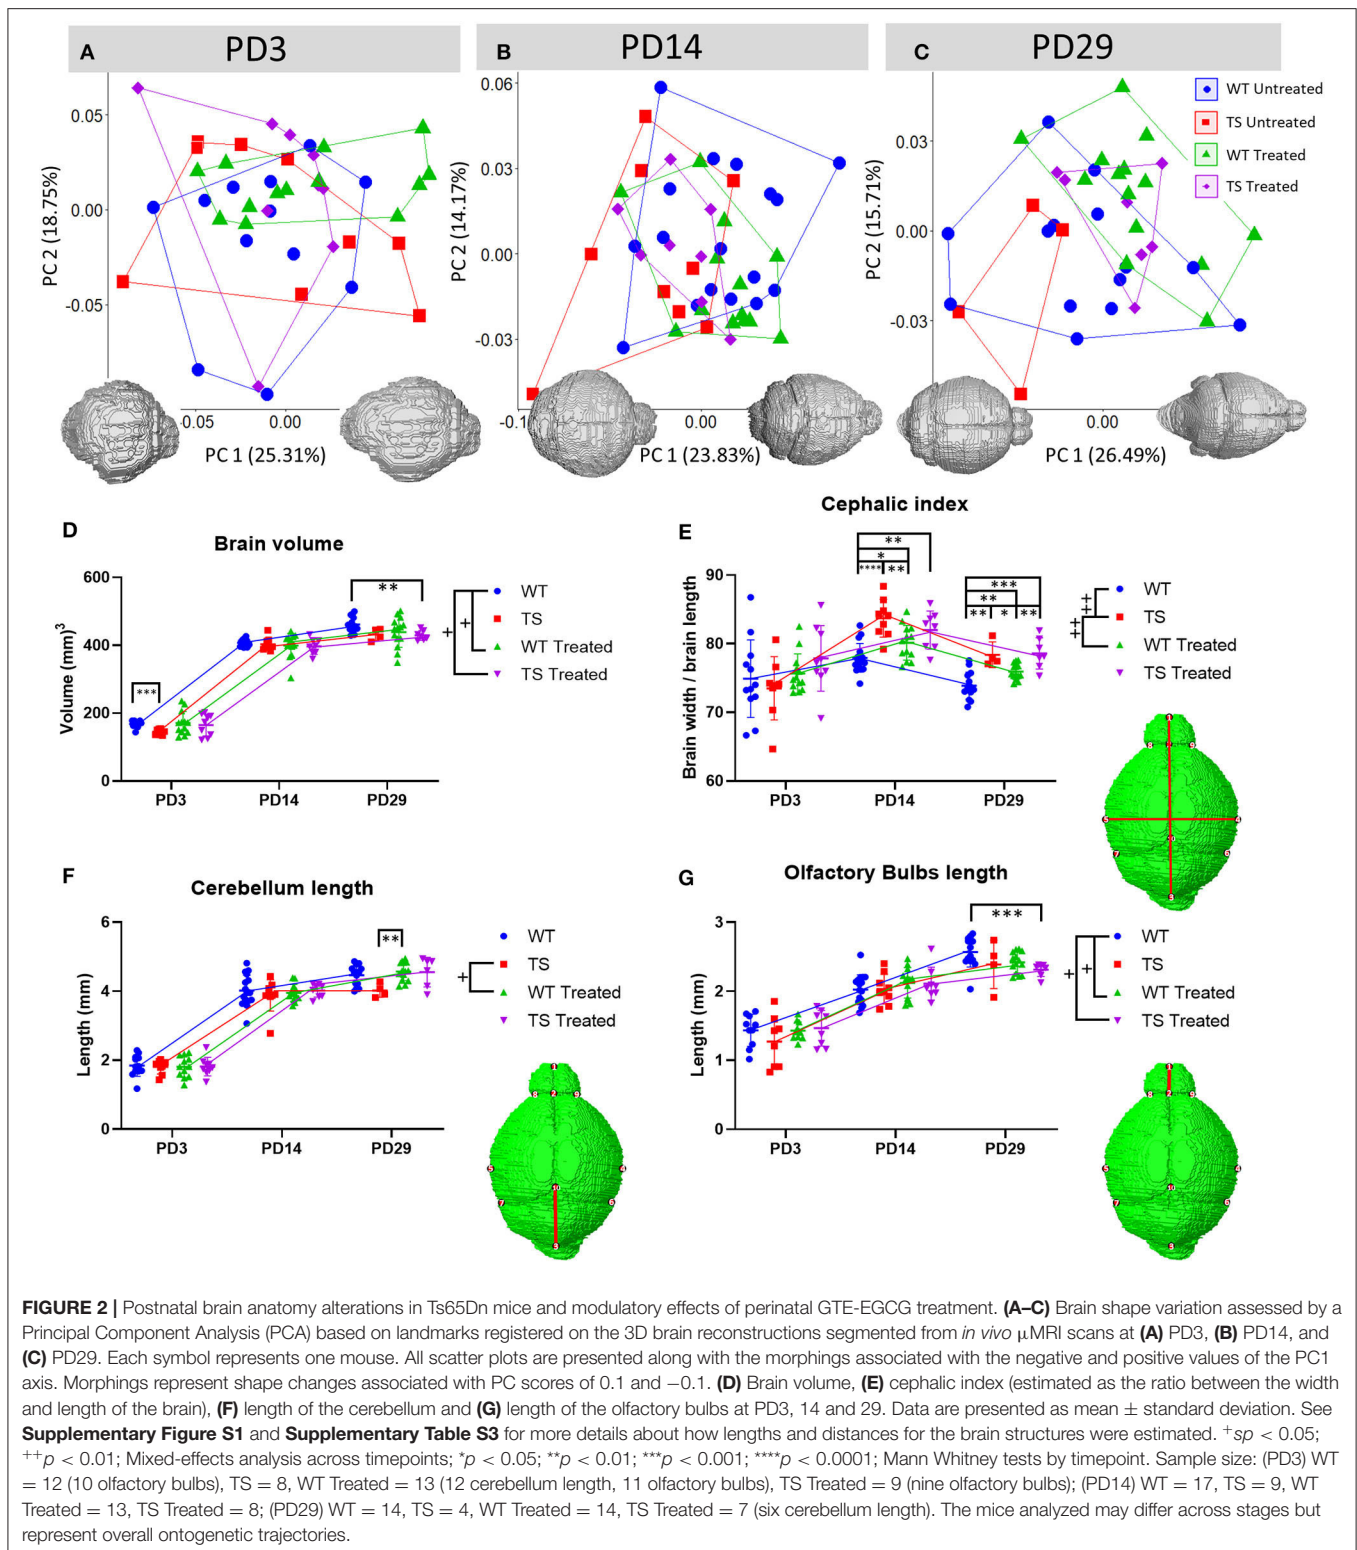 A PD3
B PD14
C PD29
0.05
0.00
-0.05
PC 2 (18.75%)
-0.05
0.00
PC 1 (25.31%)
0.06
0.03
0.00
-0.03
PC 2 (14.17%)
-0.1
0.00
PC 1 (23.83%)
0.03
0.00
-0.03
PC 2 (15.71%)
0.00
PC 1 (26.49%)
WT Untreated
TS Untreated
WT Treated
TS Treated
D
Brain volume
600
400
200
0
Volume (mm)3
***
**
PD3 PD14 PD29
+ +
WT
TS
WT Treated
TS Treated
E
Cephalic index
90
80
70
60
Brain width / brain length
**
*
**** **
***
**
** * **
PD3 PD14 PD29
++
++
WT
TS
WT Treated
TS Treated
F
Cerebellum length
6
4
2
0
Length (mm)
**
PD3 PD14 PD29
+
WT
TS
WT Treated
TS Treated
G
Olfactory Bulbs length
3
2
1
0
Length (mm)
***
PD3 PD14 PD29
+ +
WT
TS
WT Treated
TS Treated
FIGURE 2 | Postnatal brain anatomy alterations in Ts65Dn mice and modulatory effects of perinatal GTE-EGCG treatment. (A–C) Brain shape variation assessed by a
Principal Component Analysis (PCA) based on landmarks registered on the 3D brain reconstructions segmented from in vivo μMRI scans at (A) PD3, (B) PD14, and
(C) PD29. Each symbol represents one mouse. All scatter plots are presented along with the morphings associated with the negative and positive values of the PC1
axis. Morphings represent shape changes associated with PC scores of 0.1 and −0.1. (D) Brain volume, (E) cephalic index (estimated as the ratio between the width
and length of the brain), (F) length of the cerebellum and (G) length of the olfactory bulbs at PD3, 14 and 29. Data are presented as mean ± standard deviation. See
Supplementary Figure S1 and Supplementary Table S3 for more details about how lengths and distances for the brain structures were estimated. +sp < 0.05;
++p < 0.01; Mixed-effects analysis across timepoints; *p < 0.05; **p < 0.01; ***p < 0.001; ****p < 0.0001; Mann Whitney tests by timepoint. Sample size: (PD3) WT
= 12 (10 olfactory bulbs), TS = 8, WT Treated = 13 (12 cerebellum length, 11 olfactory bulbs), TS Treated = 9 (nine olfactory bulbs); (PD14) WT = 17, TS = 9, WT
Treated = 13, TS Treated = 8; (PD29) WT = 14, TS = 4, WT Treated = 14, TS Treated = 7 (six cerebellum length). The mice analyzed may differ across stages but
represent overall ontogenetic trajectories.